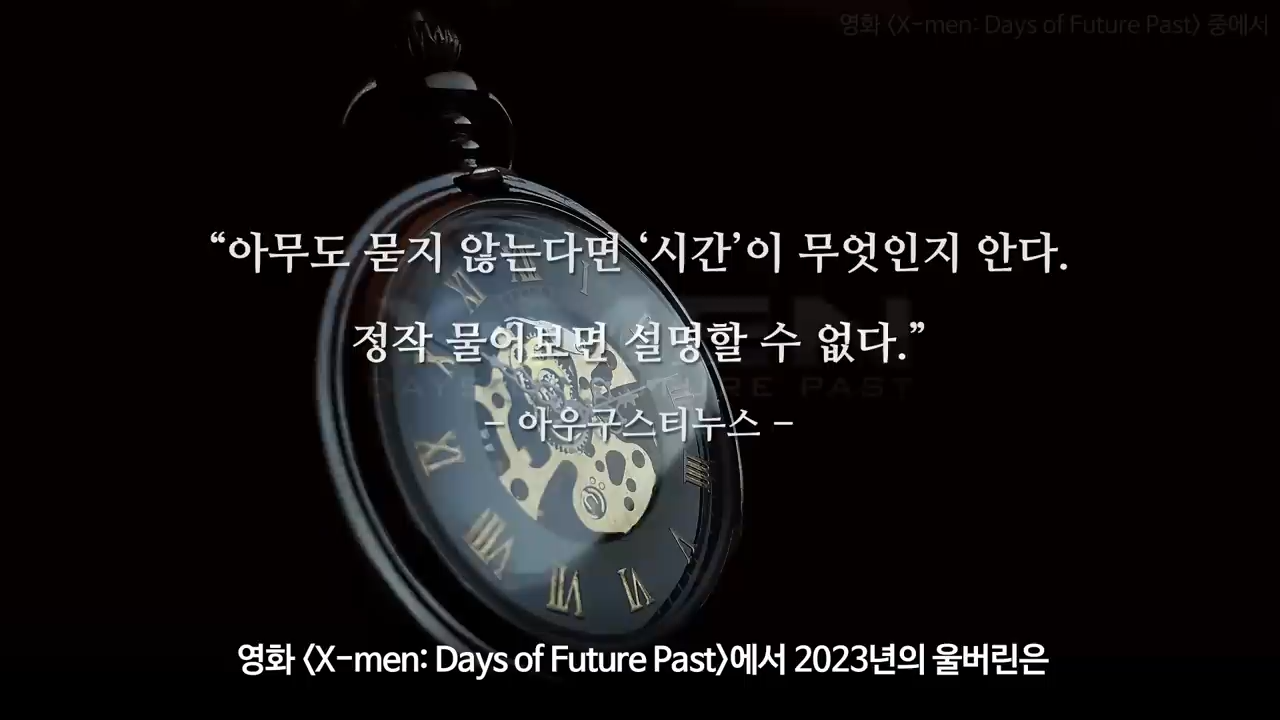 영화 <X-men: Days of Future Past> 중에서
“아무도 묻지 않는다면 ‘시간’이 무엇인지 안다.
정작 물어보면 설명할 수 없다.”
- 아우구스티누스 -
영화 <X-men: Days of Future Past>에서 2023년의 울버린은